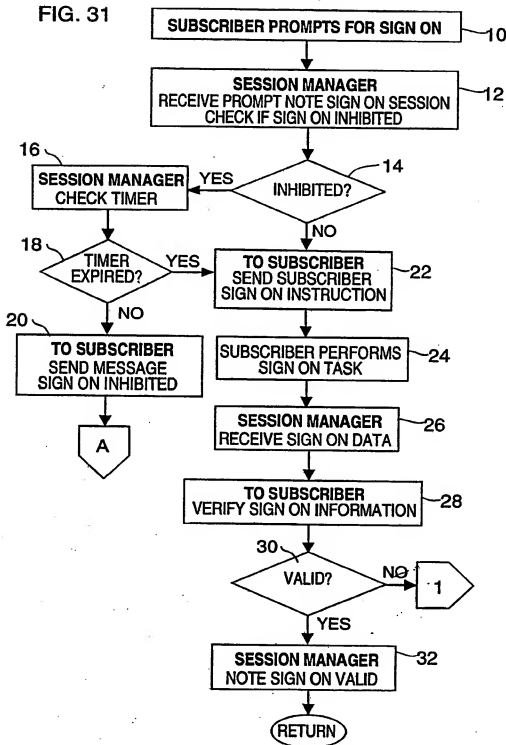 FIG. 31
SUBSCRIBER PROMPTS FOR SIGN ON
10
SESSION MANAGER
RECEIVE PROMPT NOTE SIGN ON SESSION
CHECK IF SIGN ON INHIBITED
12
14
INHIBITED?
YES
NO
16
SESSION MANAGER
CHECK TIMER
18
TIMER
EXPIRED?
YES
NO
20
TO SUBSCRIBER
SEND MESSAGE
SIGN ON INHIBITED
A
TO SUBSCRIBER
SEND SUBSCRIBER
SIGN ON INSTRUCTION
22
SUBSCRIBER PERFORMS
SIGN ON TASK
24
SESSION MANAGER
RECEIVE SIGN ON DATA
26
TO SUBSCRIBER
VERIFY SIGN ON INFORMATION
28
30
VALID?
NO
1
YES
SESSION MANAGER
NOTE SIGN ON VALID
32
RETURN